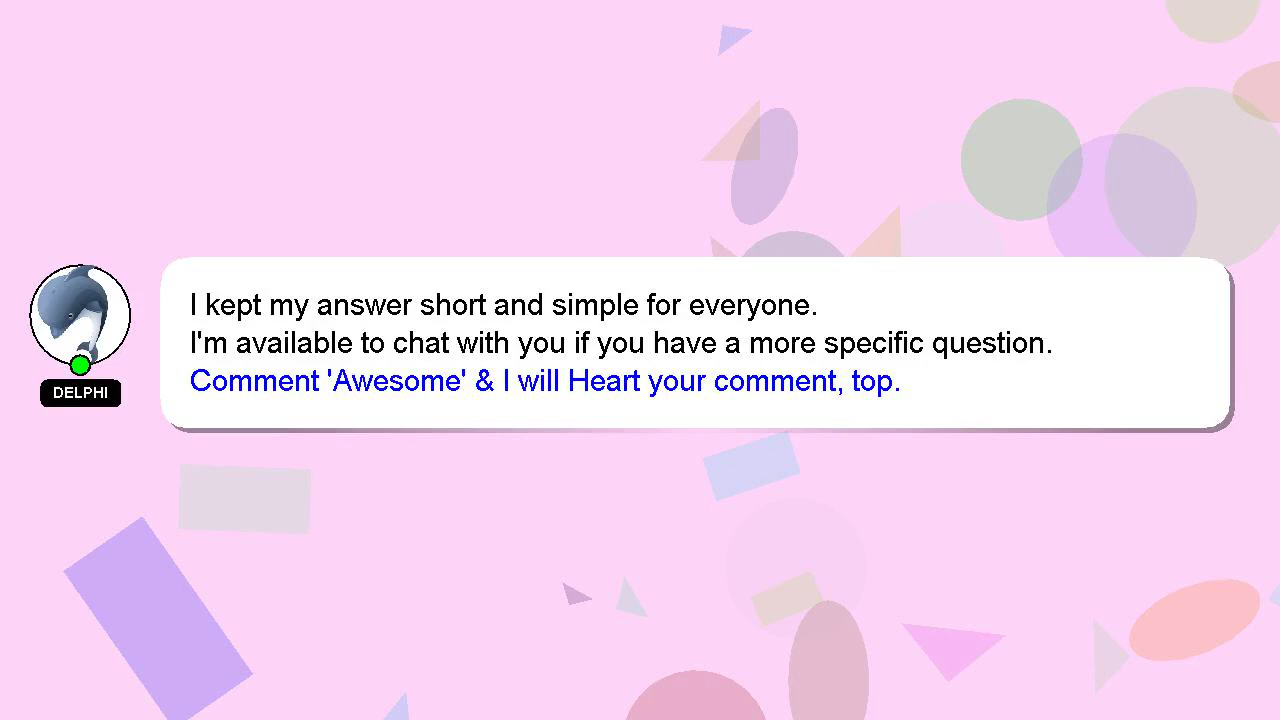 I kept my answer short and simple for everyone.
I'm available to chat with you if you have a more specific question.
Comment 'Awesome' & I will Heart your comment, top.
DELPHI